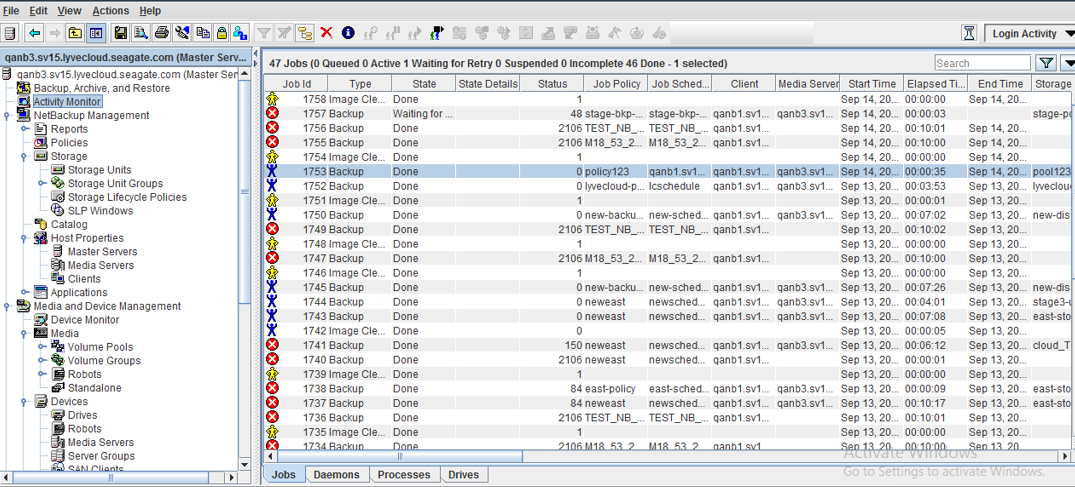 File Edit View Actions Help
Login Activity
qanb3.sv15.lyvecloud.seagate.com (Master Serv...
47 Jobs (0 Queued 0 Active 1 Waiting for Retry 0 Suspended 0 Incomplete 46 Done - 1 selected)
Search
qanb3.sv15.lyvecloud.seagate.com (Master Ser
Backup, Archive, and Restore
Activity Monitor
NetBackup Management
Reports
Policies
Storage
Storage Units
Storage Unit Groups
Storage Lifecycle Policies
SLP Windows
Catalog
Host Properties
Master Servers
Media Servers
Clients
Applications
Media and Device Management
Device Monitor
Media
Volume Pools
Volume Groups
Robots
Standalone
Devices
Drives
Robots
Media Servers
Server Groups
SAN Clients
Job Id Type State State Details Status Job Policy Job Sched... Client Media Server Start Time Elapsed Ti... End Time Storage
1758 Image Cle... Done 1 Sep 14, 20... 00:00:00 Sep 14, 20...
1757 Backup Waiting for ... 48 stage-bkp-... stage-bkp-... qanb1.sv1... qanb3.sv1... Sep 14, 20... 00:00:03 stage-po
1756 Backup Done 2106 TEST_NB_... TEST_NB_... qanb1.sv1... Sep 14, 20... 00:10:01 Sep 14, 20...
1755 Backup Done 2106 M18_53_2... M18_53_2... qanb1.sv1... Sep 14, 20... 00:10:00 Sep 14, 20...
1754 Image Cle... Done 1 Sep 14, 20... 00:00:00 Sep 14, 20...
1753 Backup Done 0 policy123 qanb1.sv1... qanb1.sv1... qanb3.sv1... Sep 14, 20... 00:00:35 Sep 14, 20... pool123
1752 Backup Done 0 lyvecloud-p... lcschedule qanb1.sv1... qanb3.sv1... Sep 13, 20... 00:03:53 Sep 13, 20... lyvecloud
1751 Image Cle... Done 1 Sep 13, 20... 00:00:01 Sep 13, 20...
1750 Backup Done 0 new-backu... new-sched... qanb1.sv1... qanb3.sv1... Sep 13, 20... 00:07:02 Sep 13, 20... new-dis
1749 Backup Done 2106 TEST_NB_... TEST_NB_... qanb1.sv1... Sep 13, 20... 00:10:02 Sep 13, 20...
1748 Image Cle... Done 1 Sep 13, 20... 00:00:00 Sep 13, 20...
1747 Backup Done 2106 M18_53_2... M18_53_2... qanb1.sv1... Sep 13, 20... 00:10:00 Sep 13, 20...
1746 Image Cle... Done 1 Sep 13, 20... 00:00:00 Sep 13, 20...
1745 Backup Done 0 new-backu... new-sched... qanb1.sv1... qanb3.sv1... Sep 13, 20... 00:07:26 Sep 13, 20... new-dis
1744 Backup Done 0 neweast newsched... qanb1.sv1... qanb3.sv1... Sep 13, 20... 00:04:01 Sep 13, 20... stage3-u
1743 Backup Done 0 neweast newsched... qanb1.sv1... qanb3.sv1... Sep 13, 20... 00:07:08 Sep 13, 20... east-sto
1742 Image Cle... Done 0 Sep 13, 20... 00:00:05 Sep 13, 20...
1741 Backup Done 150 neweast newsched... qanb1.sv1... qanb3.sv1... Sep 13, 20... 00:06:12 Sep 13, 20... cloud_T
1740 Backup Done 2106 neweast newsched... qanb1.sv1... Sep 13, 20... 00:00:01 Sep 13, 20...
1739 Image Cle... Done 1 Sep 13, 20... 00:00:00 Sep 13, 20...
1738 Backup Done 84 east-policy east-sched... qanb1.sv1... qanb3.sv1... Sep 13, 20... 00:00:09 Sep 13, 20... east-sto
1737 Backup Done 84 neweast newsched... qanb1.sv1... qanb3.sv1... Sep 13, 20... 00:10:17 Sep 13, 20... east-sto
1736 Backup Done 2106 TEST_NB_... TEST_NB_... qanb1.sv1... Sep 13, 20... 00:10:01 Sep 13, 20...
1735 Image Cle... Done 1 Sep 13, 20... 00:00:00 Sep 13, 20...
1734 Backup Done 2106 M18_53_2 M18_53_2 qanb1.sv1 Sep 13, 20 00:10:00 Sep 13, 20
Jobs Daemons Processes Drives
Activate Windows
Go to Settings to activate Windows.